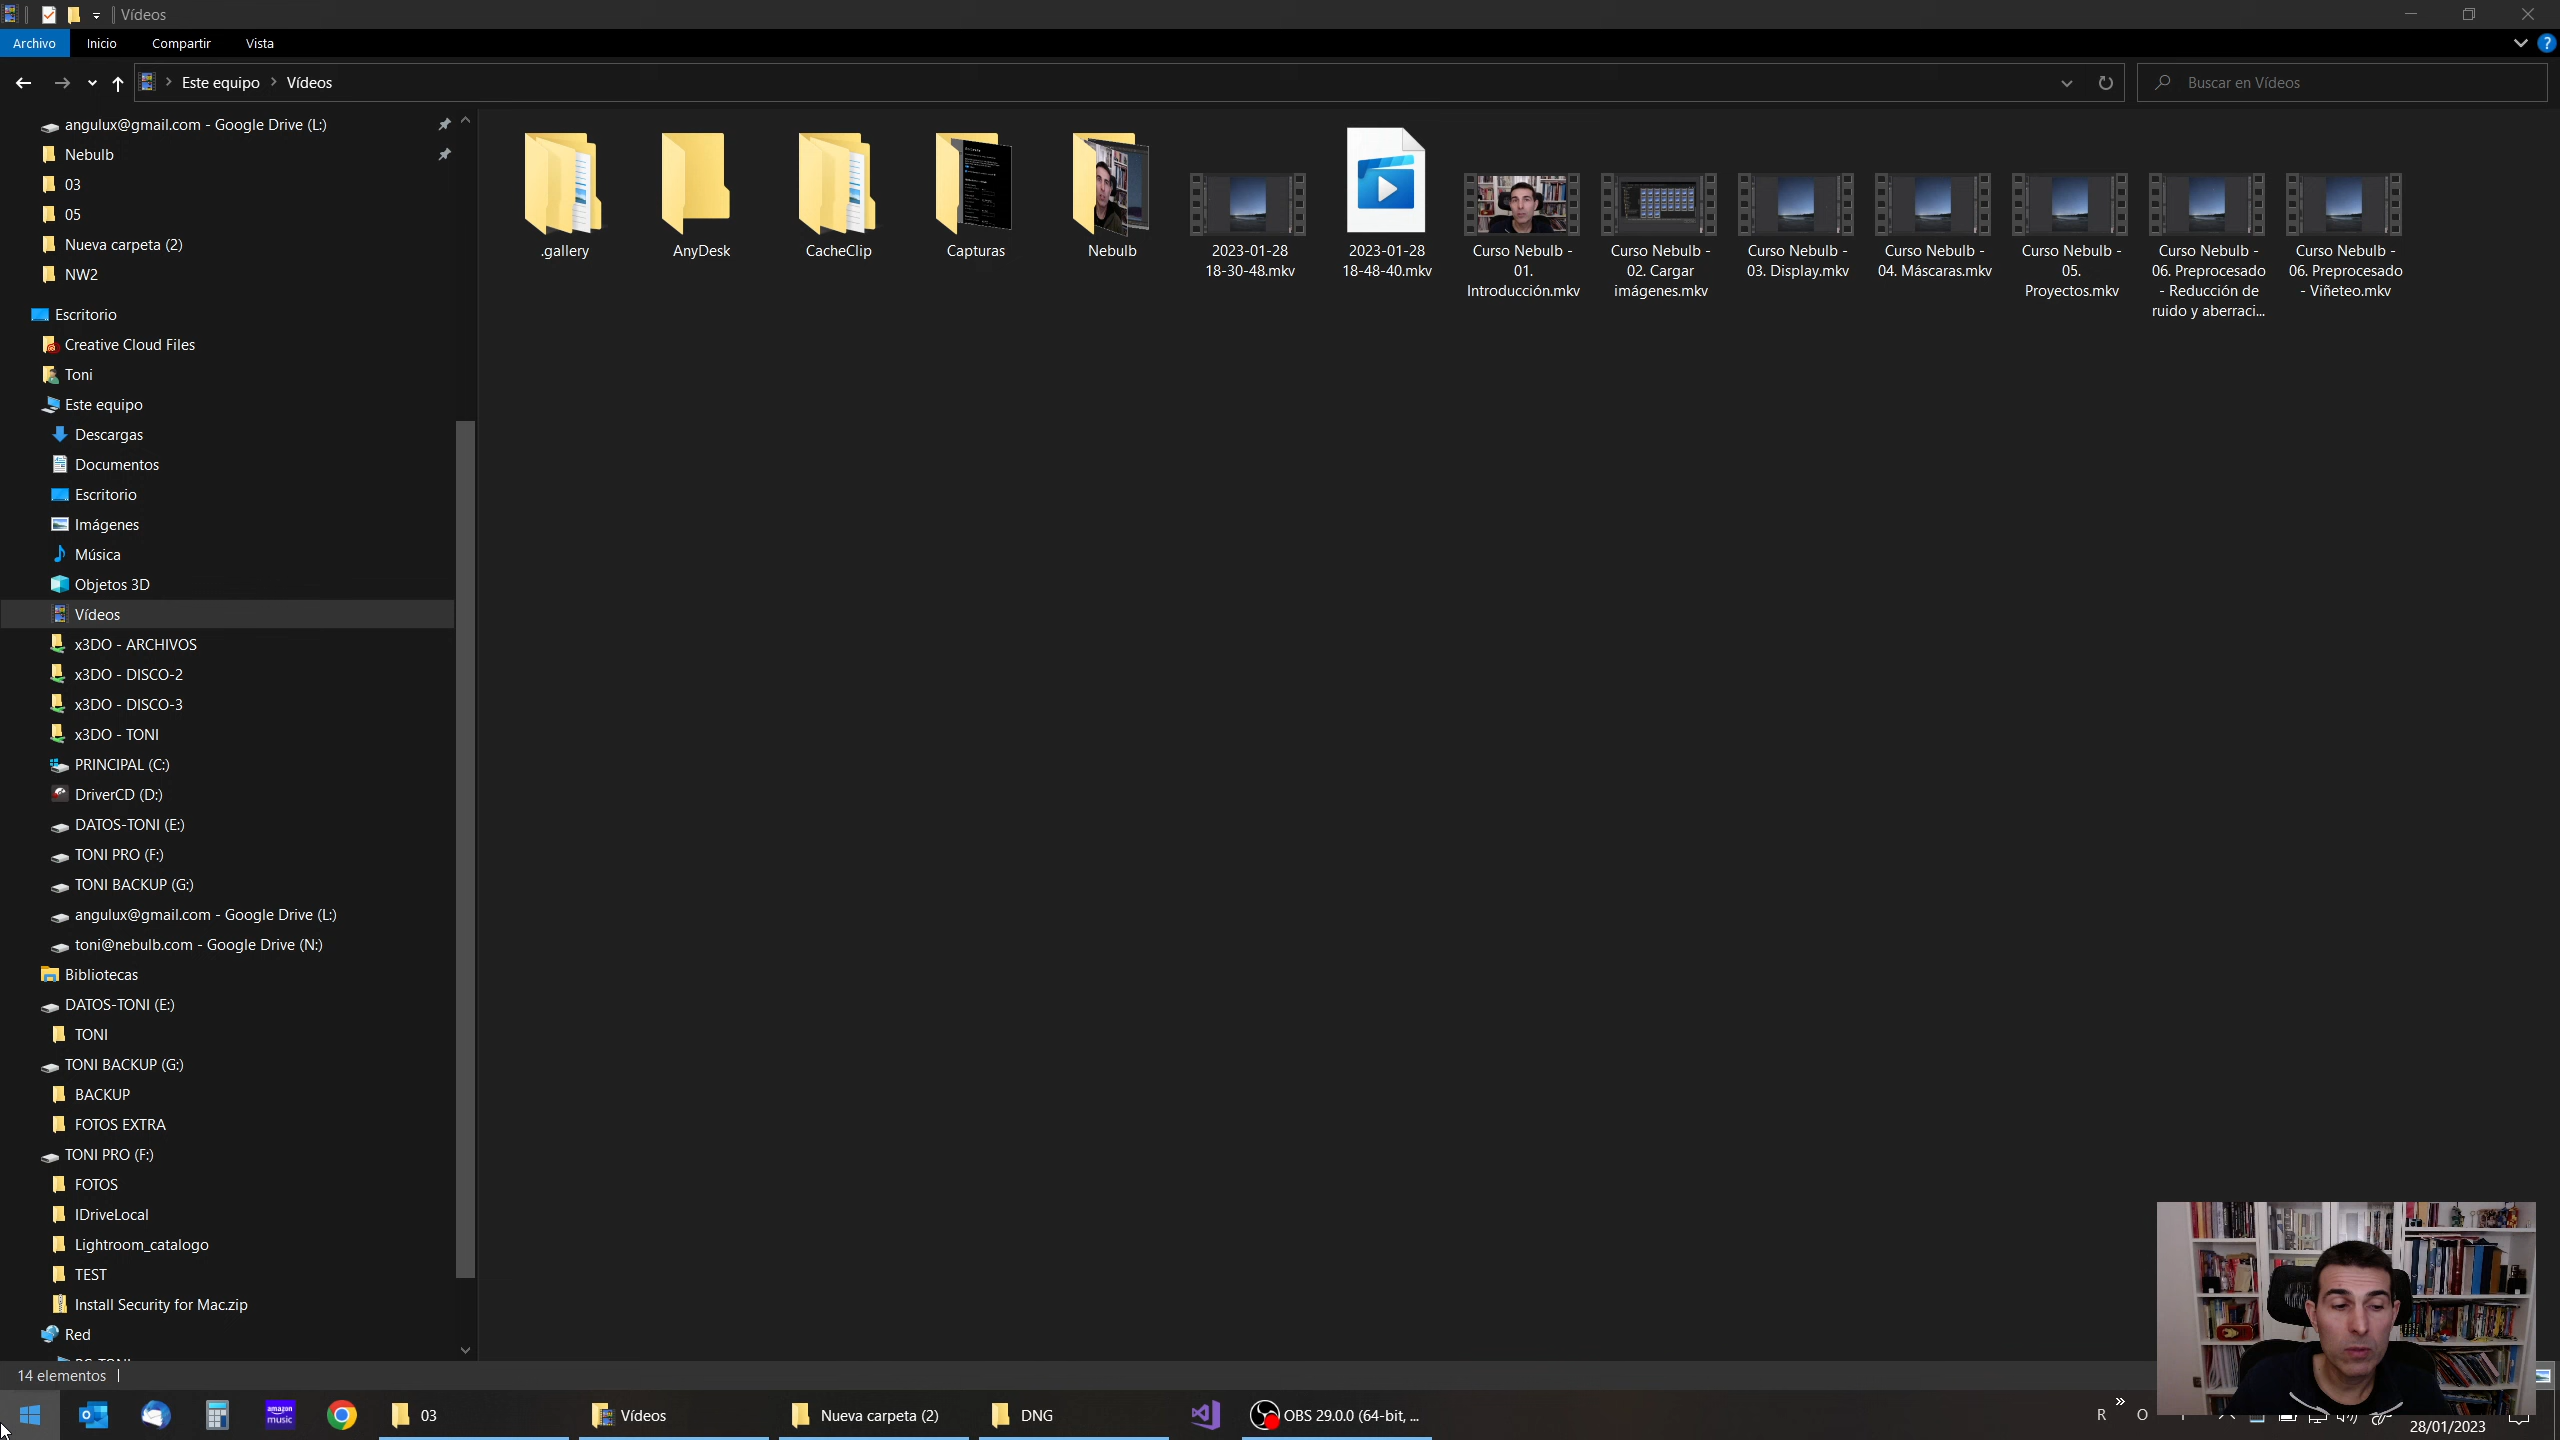 Vídeos
Archivo
Inicio
Compartir
Vista
Este equipo
Vídeos
Buscar en Vídeos
angulux@gmail.com - Google Drive (L:)
Nebulb
03
05
Nueva carpeta (2)
NW2
Escritorio
Creative Cloud Files
Toni
Este equipo
Descargas
Documentos
Escritorio
Imágenes
Música
Objetos 3D
Vídeos
x3DO - ARCHIVOS
x3DO - DISCO-2
x3DO - DISCO-3
x3DO - TONI
PRINCIPAL (C:)
DriverCD (D:)
DATOS-TONI (E:)
TONI PRO (F:)
TONI BACKUP (G:)
angulux@gmail.com - Google Drive (L:)
toni@nebulb.com - Google Drive (N:)
Bibliotecas
DATOS-TONI (E:)
TONI
TONI BACKUP (G:)
BACKUP
FOTOS EXTRA
TONI PRO (F:)
FOTOS
IDriveLocal
Lightroom_catalogo
TEST
Install Security for Mac.zip
Red
.gallery
AnyDesk
CacheClip
Capturas
Nebulb
2023-01-28
18-30-48.mkv
2023-01-28
18-48-40.mkv
Curso Nebulb -
01.
Introducción.mkv
Curso Nebulb -
02. Cargar
imágenes.mkv
Curso Nebulb -
03. Display.mkv
Curso Nebulb -
04. Máscaras.mkv
Curso Nebulb -
05.
Proyectos.mkv
Curso Nebulb -
06. Preprocesado
- Reducción de
ruido y aberraci...
Curso Nebulb -
06. Preprocesado
- Viñeteo.mkv
14 elementos
amazon
music
03
Vídeos
Nueva carpeta (2)
DNG
OBS 29.0.0 (64-bit, ...
R
O
28/01/2023